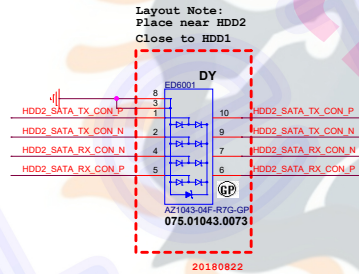 Layout Note:
Place near HDD2
Close to HDD1
DY
ED6001
8
3
HDD2_SATA_TX_CON_P 1 10 HDD2_SATA_TX_CON_P
HDD2_SATA_TX_CON_N 2 9 HDD2_SATA_TX_CON_N
HDD2_SATA_RX_CON_N 4 7 HDD2_SATA_RX_CON_N
HDD2_SATA_RX_CON_P 5 6 HDD2_SATA_RX_CON_P
GP
AZ1043-04F-R7G-GP
075.01043.0073
20180822